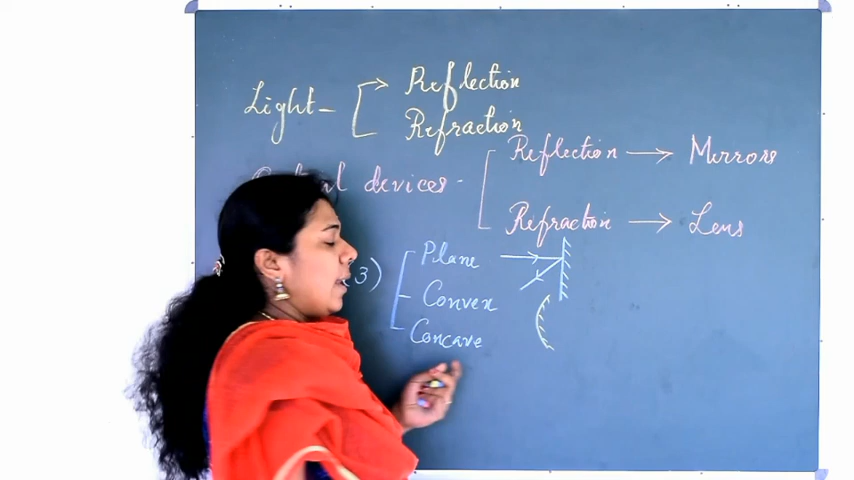 Light - Reflection
Refraction
devices - Reflection → Mirrors
Refraction → Lens
(3) Plane
Convex
Concave